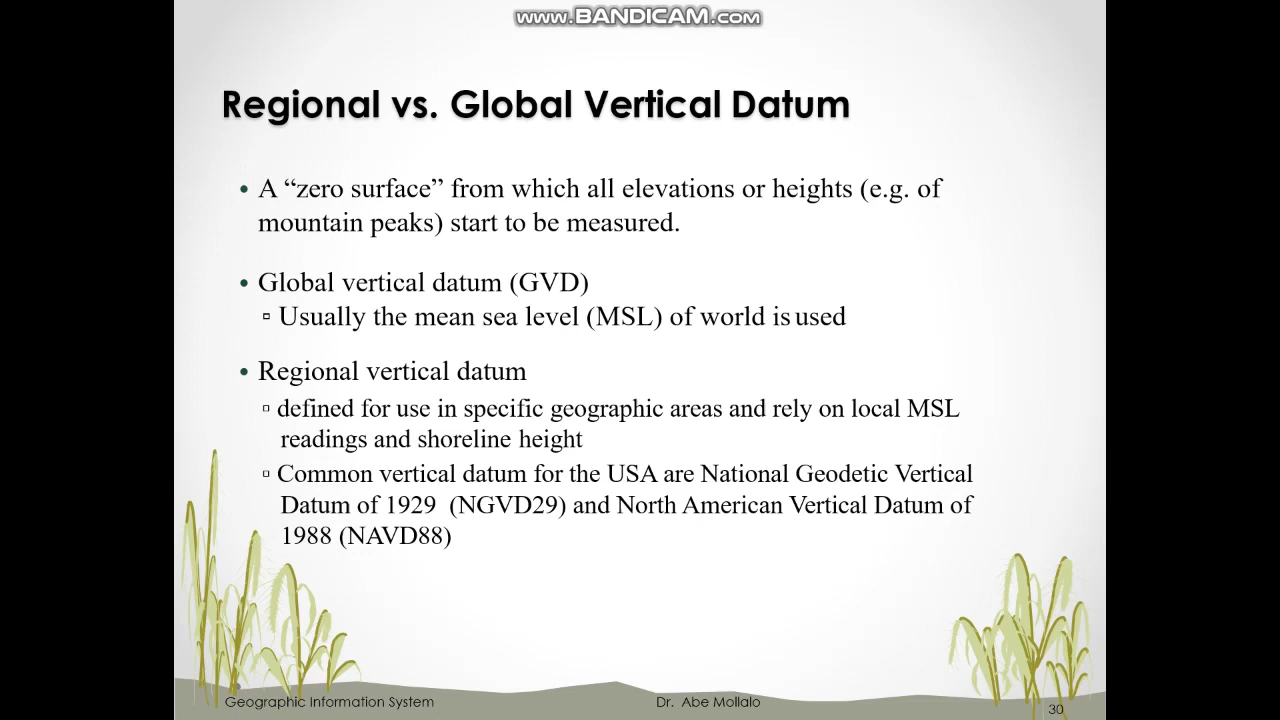 www.BANDICAM.com
Regional vs. Global Vertical Datum
• A “zero surface” from which all elevations or heights (e.g. of
mountain peaks) start to be measured.
• Global vertical datum (GVD)
▫ Usually the mean sea level (MSL) of world is used
• Regional vertical datum
▫ defined for use in specific geographic areas and rely on local MSL
readings and shoreline height
▫ Common vertical datum for the USA are National Geodetic Vertical
Datum of 1929 (NGVD29) and North American Vertical Datum of
1988 (NAVD88)
Geographic Information System
Dr. Abe Mollalo
30